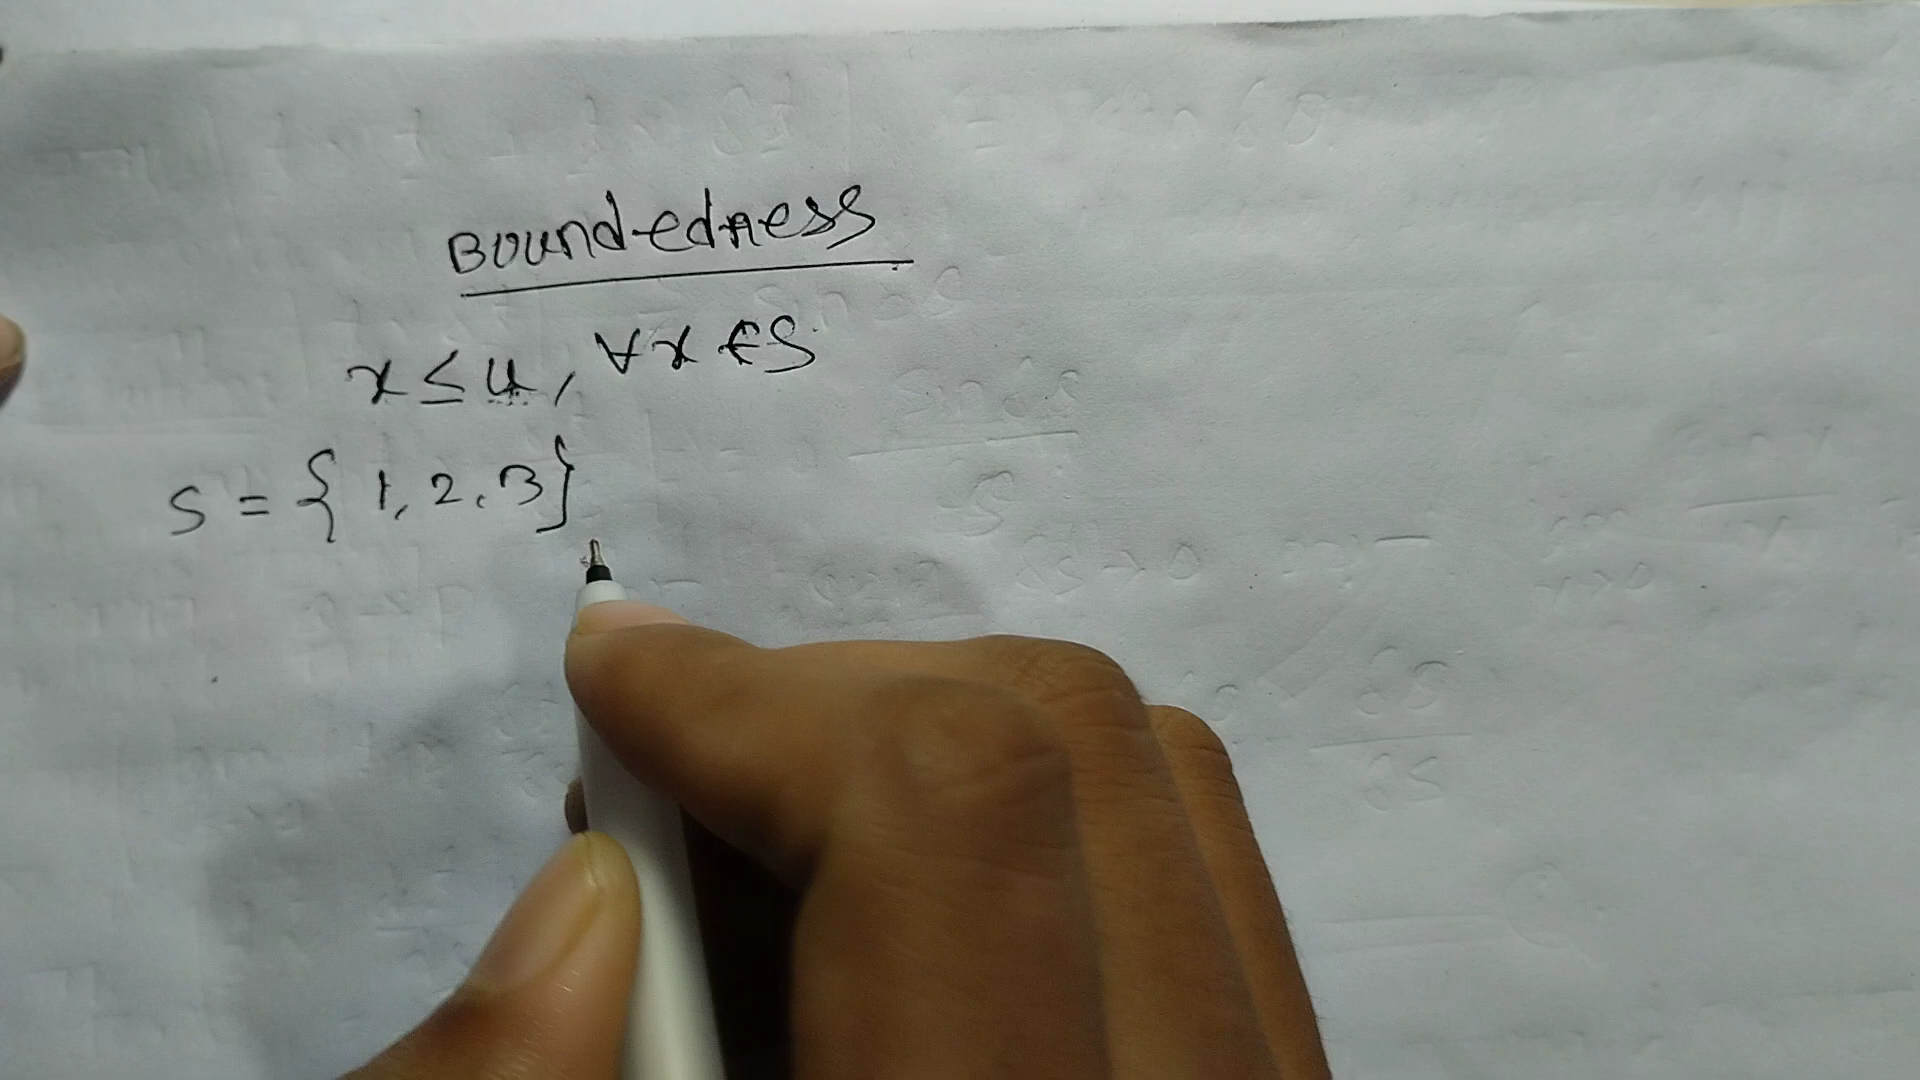 Boundedness
x ≤ u, ∀x ∈ S
S = {1, 2, 3}